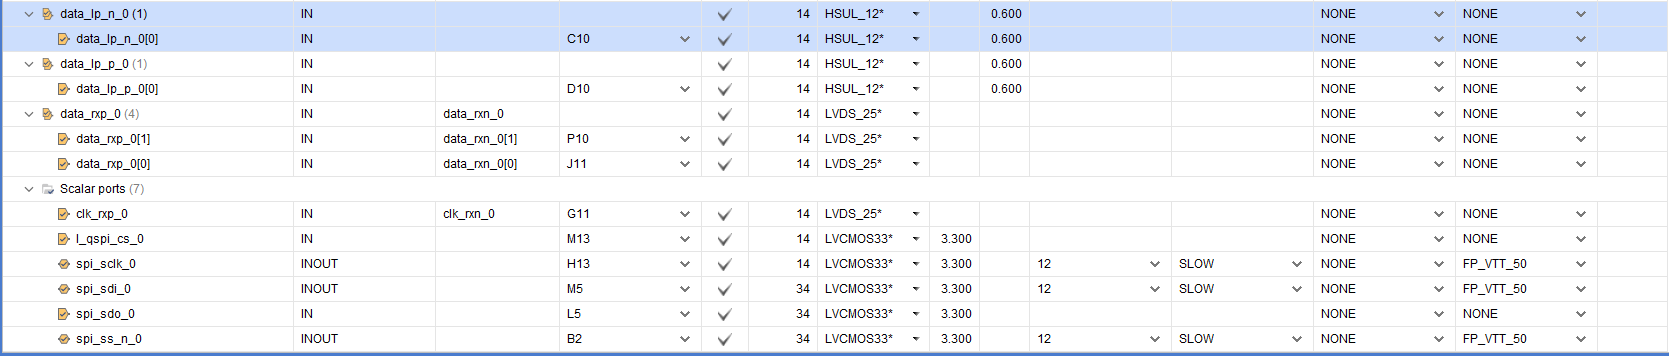 data_lp_n_0 (1) IN 14 HSUL_12* 0.600 NONE NONE
data_lp_n_0[0] IN C10 14 HSUL_12* 0.600 NONE NONE
data_lp_p_0 (1) IN 14 HSUL_12* 0.600 NONE NONE
data_lp_p_0[0] IN D10 14 HSUL_12* 0.600 NONE NONE
data_rxp_0 (4) IN data_rxn_0 14 LVDS_25* NONE NONE
data_rxp_0[1] IN data_rxn_0[1] P10 14 LVDS_25* NONE NONE
data_rxp_0[0] IN data_rxn_0[0] J11 14 LVDS_25* NONE NONE
Scalar ports (7)
clk_rxp_0 IN clk_rxn_0 G11 14 LVDS_25* NONE NONE
l_qspi_cs_0 IN M13 14 LVCMOS33* 3.300 NONE NONE
spi_sclk_0 INOUT H13 14 LVCMOS33* 3.300 12 SLOW NONE FP_VTT_50
spi_sdi_0 INOUT M5 34 LVCMOS33* 3.300 12 SLOW NONE FP_VTT_50
spi_sdo_0 IN L5 34 LVCMOS33* 3.300 NONE NONE
spi_ss_n_0 INOUT B2 34 LVCMOS33* 3.300 12 SLOW NONE FP_VTT_50